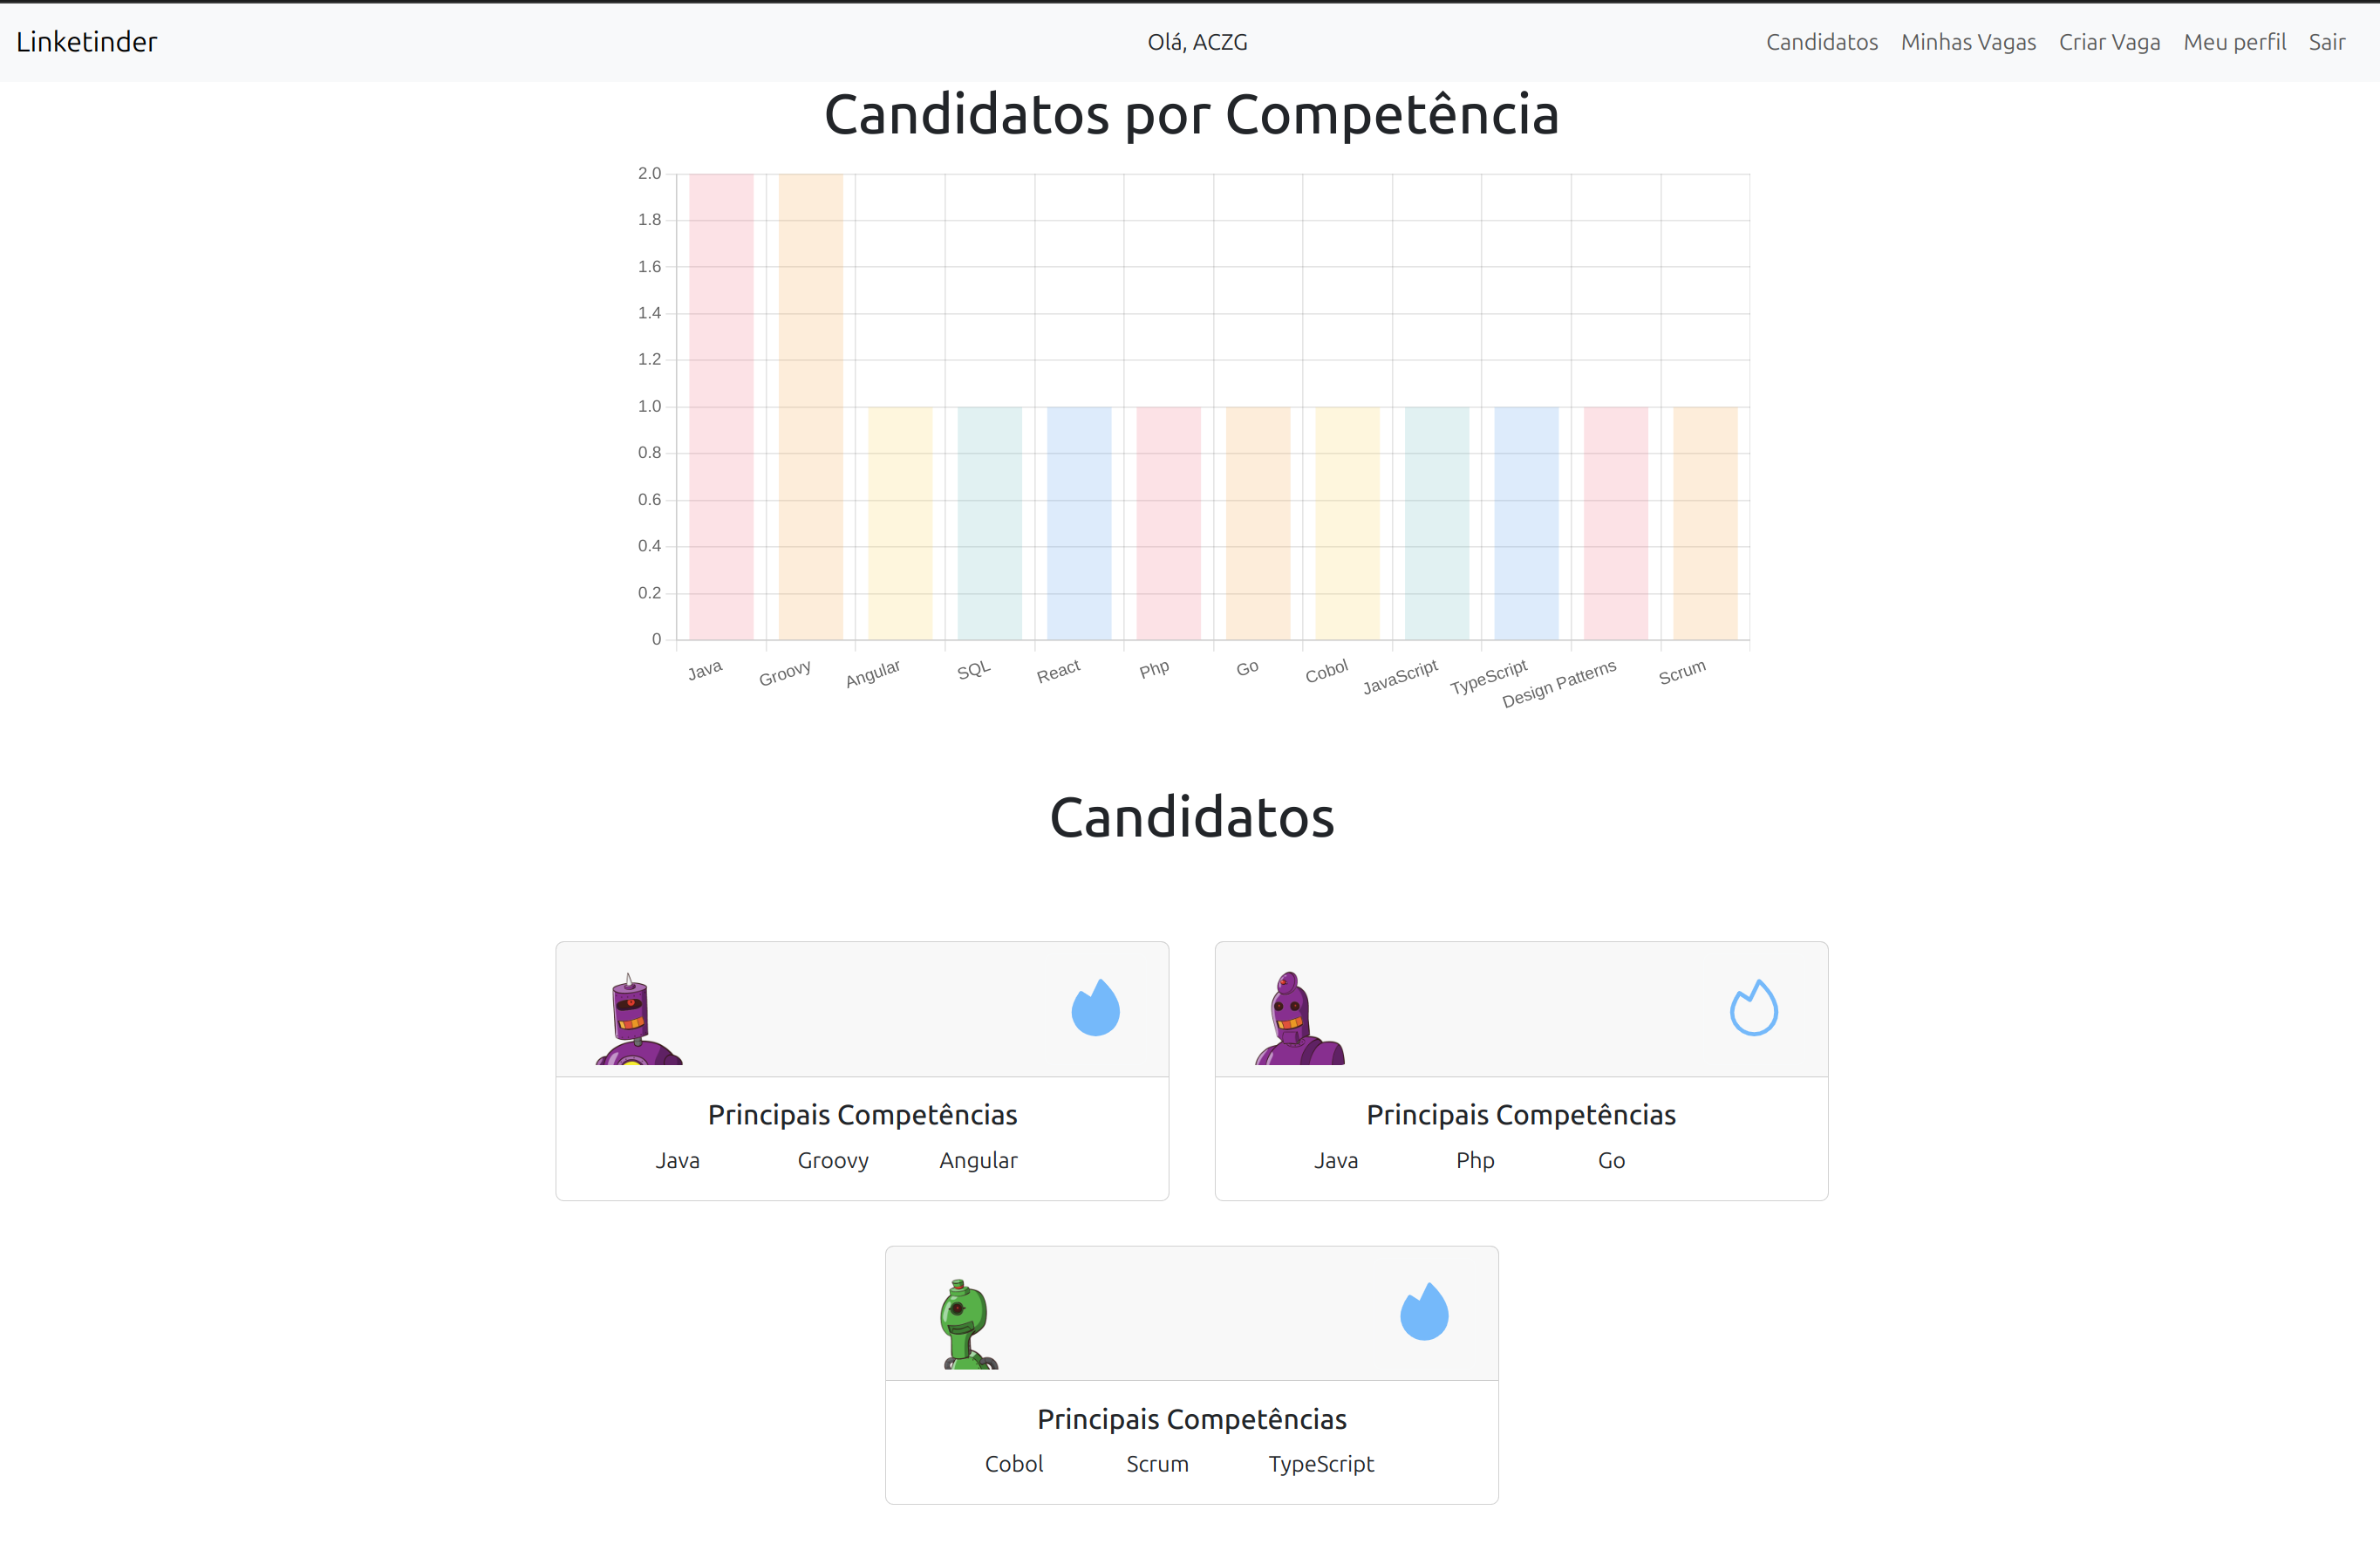 Linketinder Olá, ACZG Candidatos Minhas Vagas Criar Vaga Meu perfil Sair
Candidatos por Competência
2.0
1.8
1.6
1.4
1.2
1.0
0.8
0.6
0.4
0.2
0
Java Groovy Angular SQL React Php Go Cobol JavaScript TypeScript Design Patterns Scrum
Candidatos
Principais Competências
Java Groovy Angular
Principais Competências
Java Php Go
Principais Competências
Cobol Scrum TypeScript